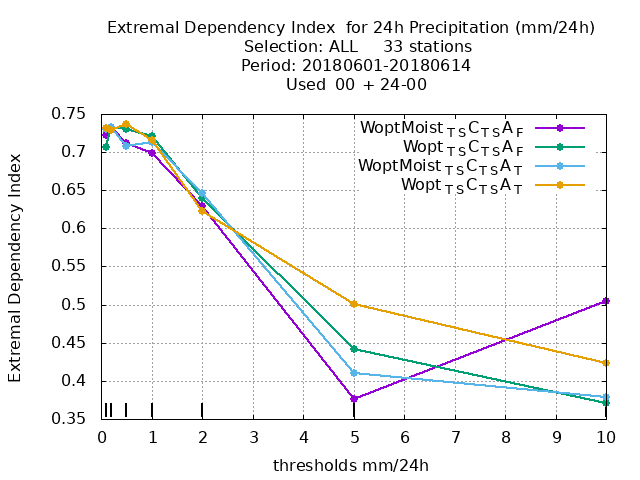 Extremal Dependency Index  for 24h Precipitation (mm/24h)
Selection: ALL     33 stations
Period: 20180601-20180614
Used  00  + 24-00
WoptMoist TS C TS A F
Wopt TS C TS A F
WoptMoist TS C TS A T
Wopt TS C TS A T
Extremal Dependency Index
0.75
0.7
0.65
0.6
0.55
0.5
0.45
0.4
0.35
0 1 2 3 4 5 6 7 8 9 10
thresholds mm/24h